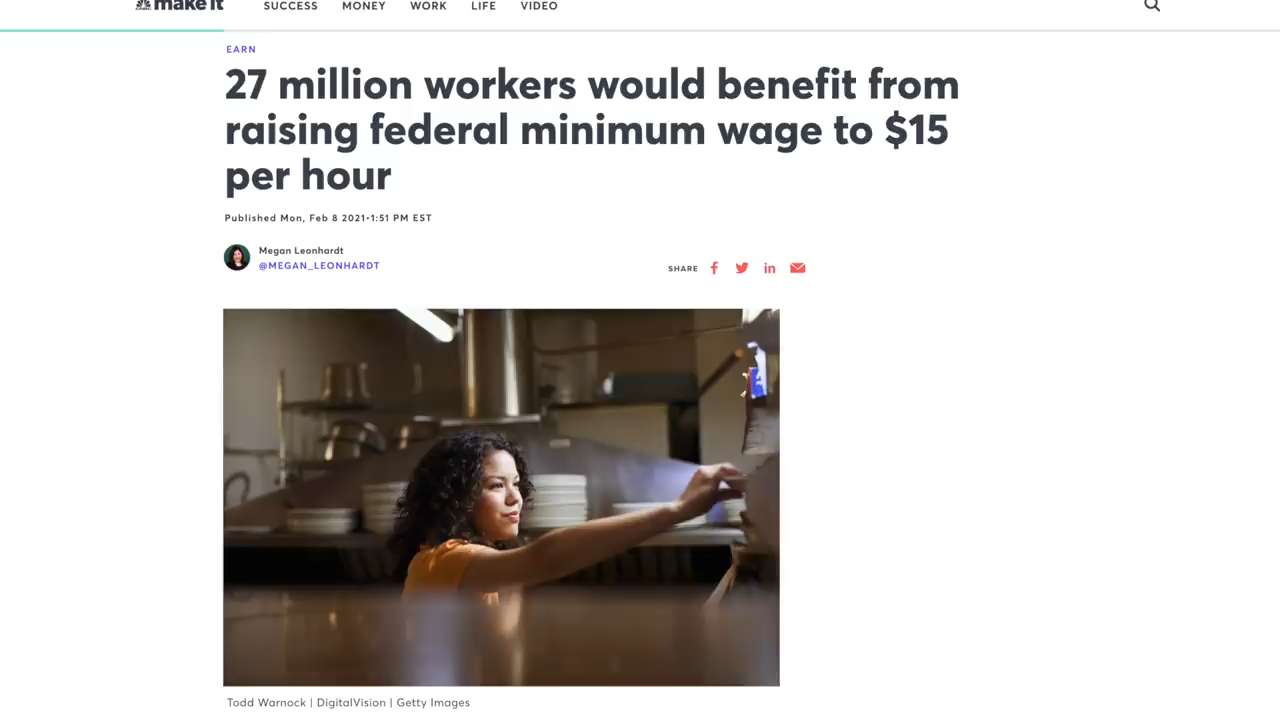 make it
SUCCESS MONEY WORK LIFE VIDEO
EARN
27 million workers would benefit from
raising federal minimum wage to $15
per hour
Published Mon, Feb 8 2021•1:51 PM EST
Megan Leonhardt
@MEGAN_LEONHARDT
SHARE
Todd Warnock | DigitalVision | Getty Images